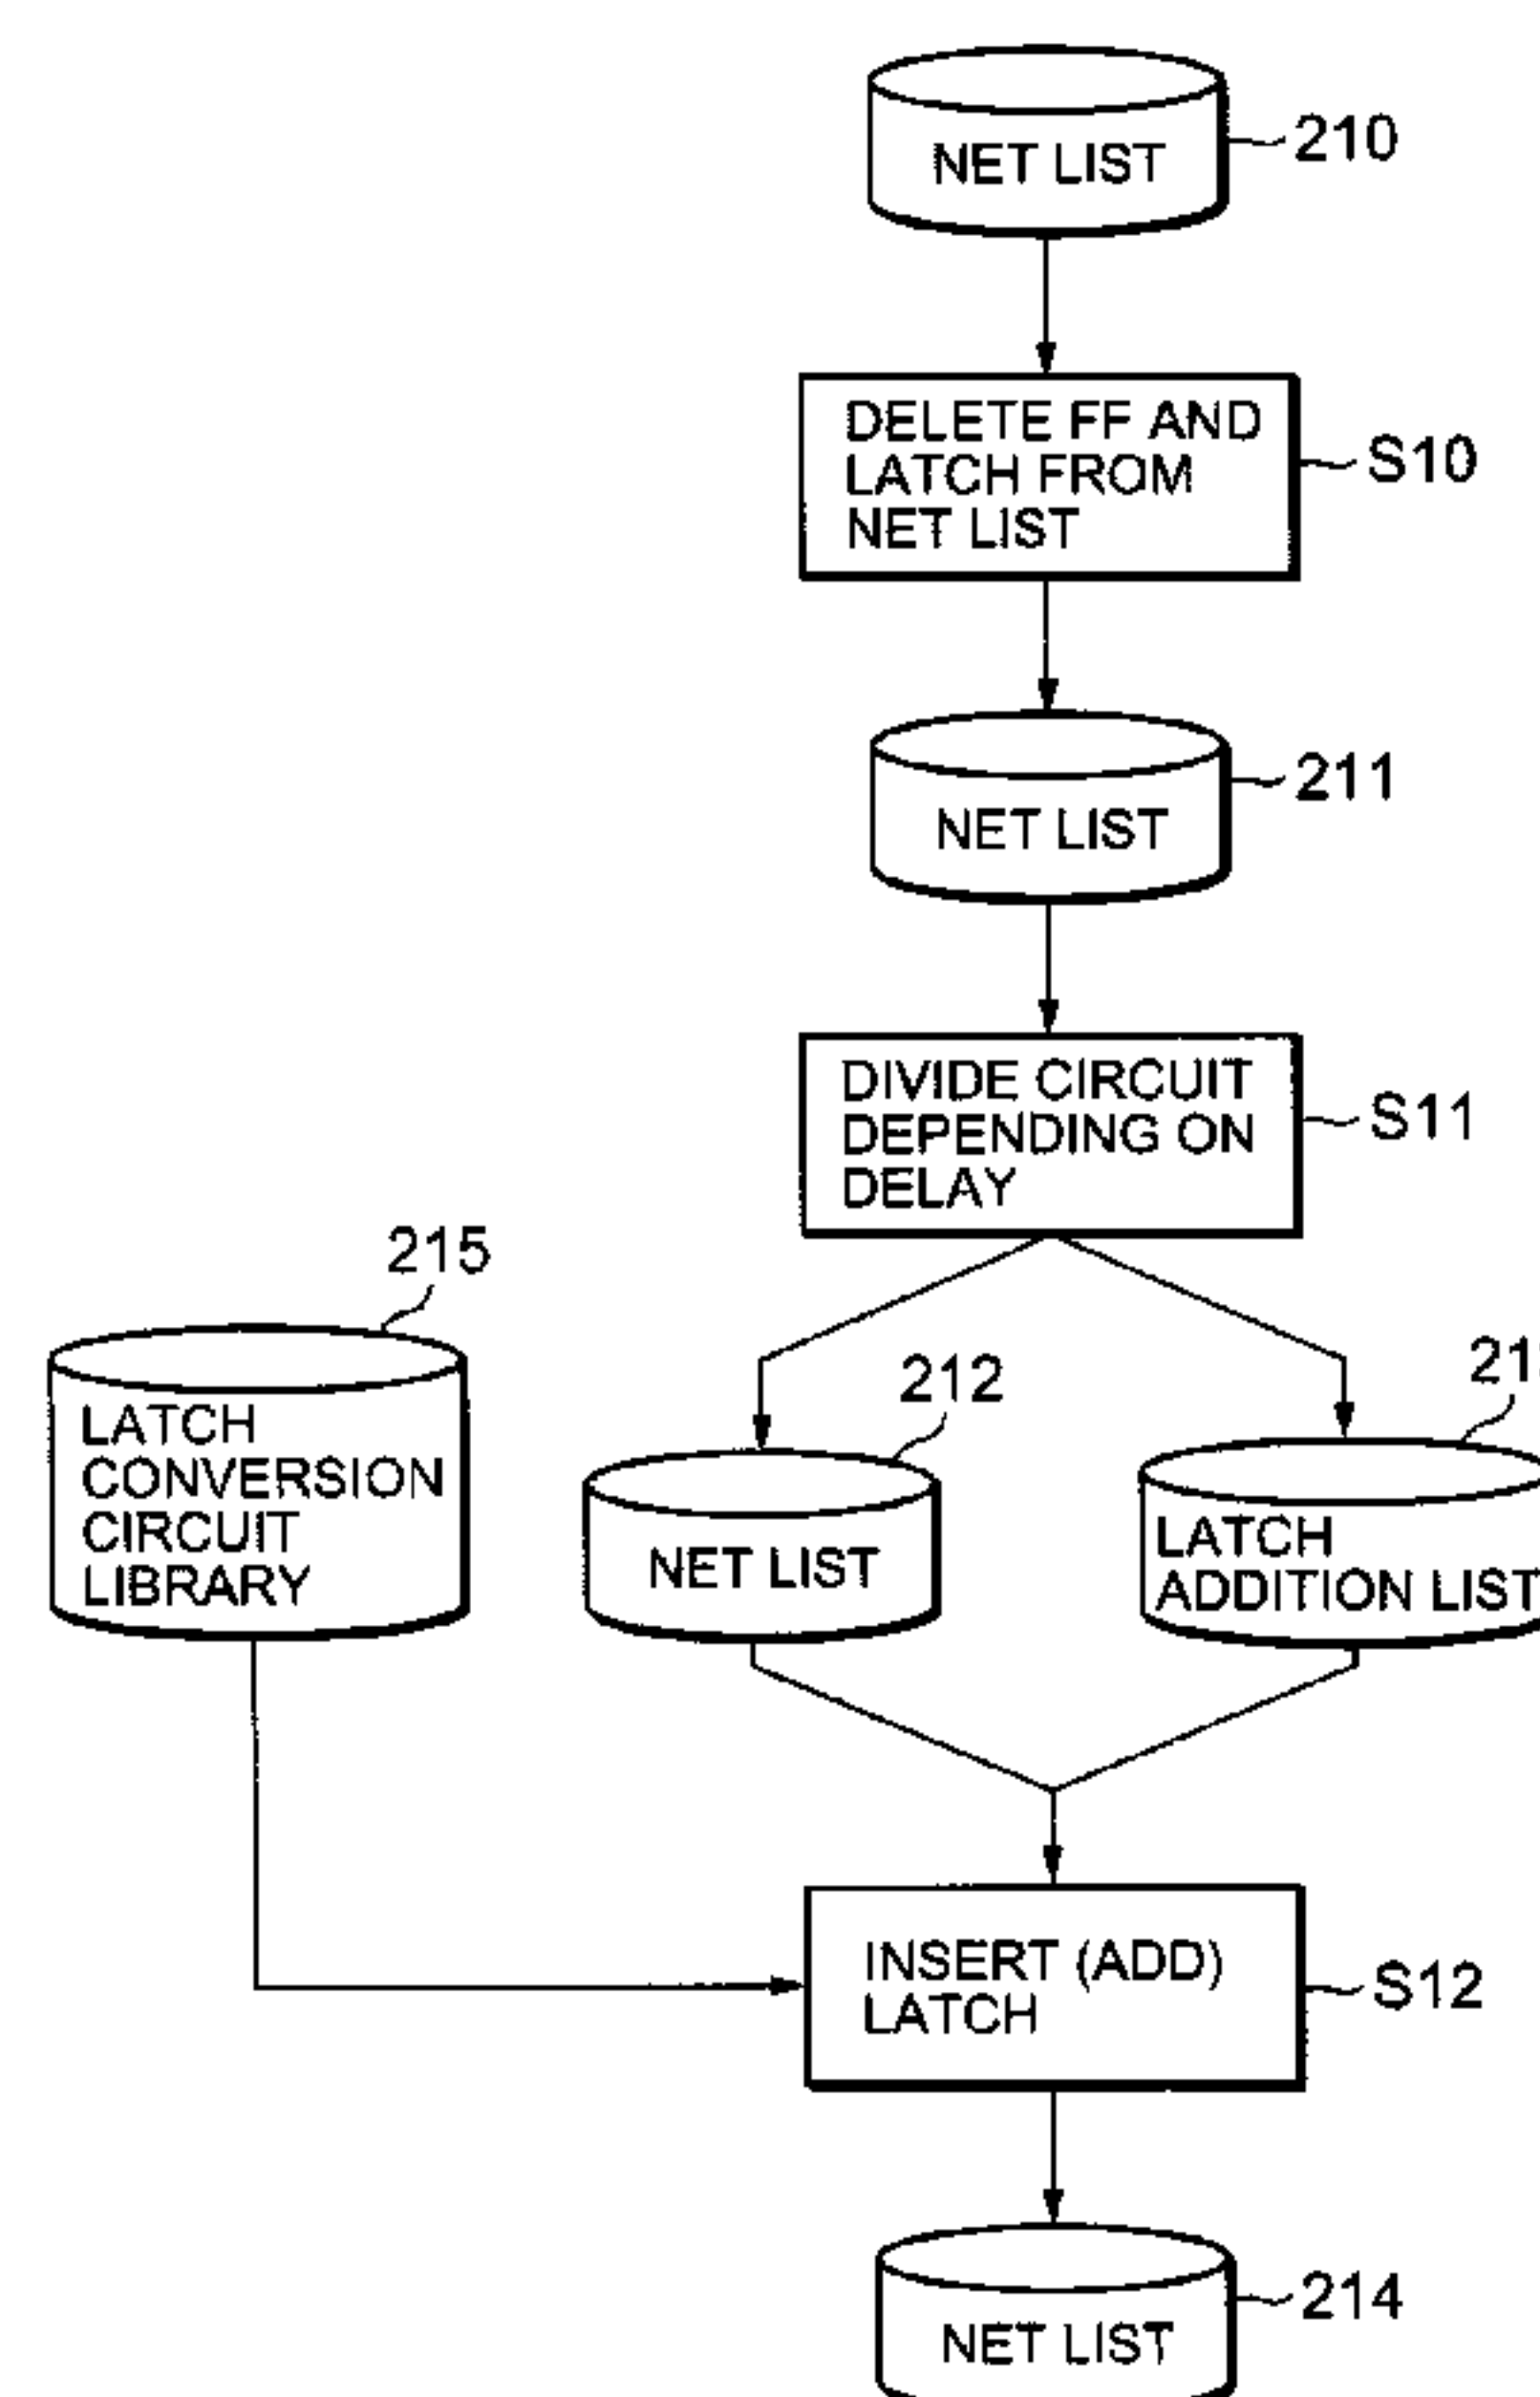 NET LIST
210
DELETE FF AND
LATCH FROM
NET LIST
S10
NET LIST
211
DIVIDE CIRCUIT
DEPENDING ON
DELAY
S11
215
LATCH
CONVERSION
CIRCUIT
LIBRARY
212
NET LIST
LATCH
ADDITION LIST
INSERT (ADD)
LATCH
S12
NET LIST
214